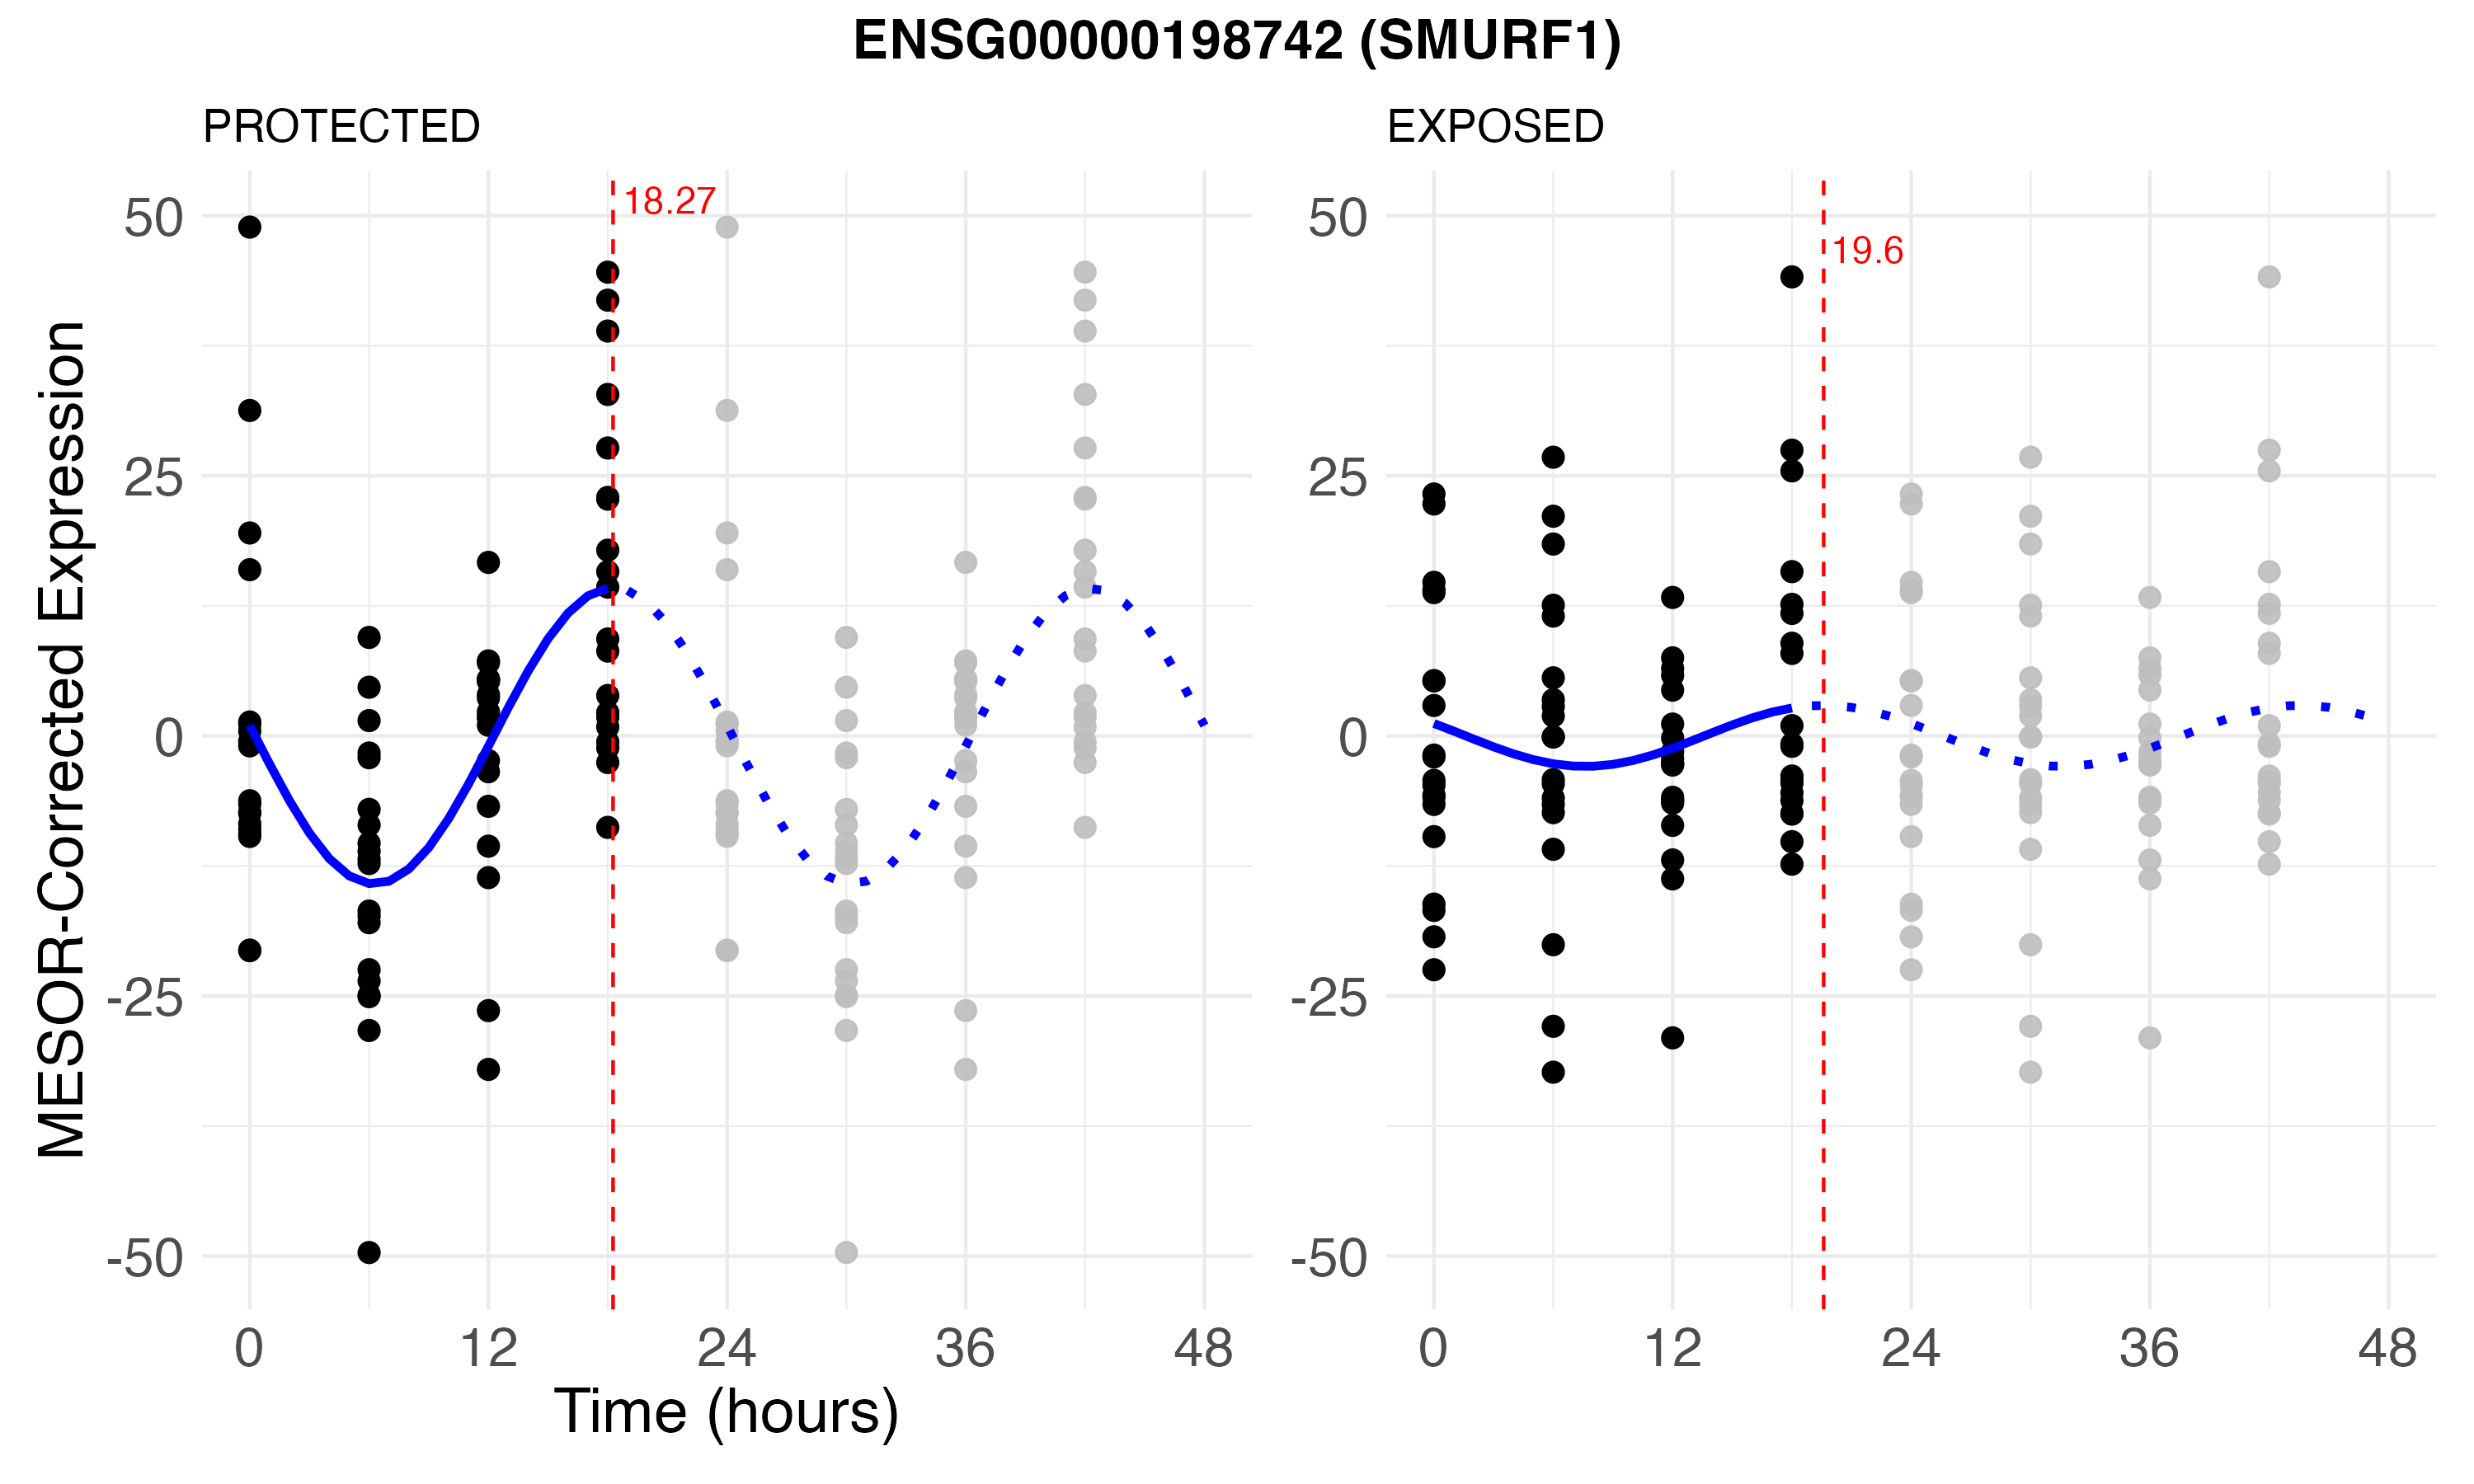 ENSG00000198742 (SMURF1)
PROTECTED
EXPOSED
MESOR-Corrected Expression
50
25
0
-25
-50
18.27
0 12 24 36 48
50
25
0
-25
-50
19.6
0 12 24 36 48
Time (hours)